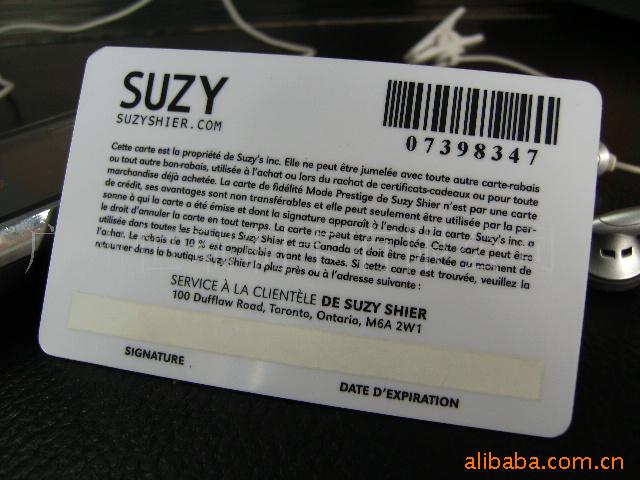 SUZY
SUZYSHIER.COM
07398347
Cette carte est la propriété de Suzy's inc. Elle ne peut être jumelée avec toute autre carte-rabais
ou tout autre bon-rabais, utilisée à l'achat ou lors du rachat de certificats-cadeaux ou pour toute
marchandise déjà achetée. La carte de fidélité Mode Prestige de Suzy Shier n'est par une carte
de crédit, ses avantages sont non transférables et elle peut seulement être utilisée par la per-
sonne à qui la carte a été émise et dont la signature apparaît à l'endos de la carte. Suzy's inc. a
le droit d'annuler la carte en tout temps. La carte ne peut être remplacée. Cette carte peut être
utilisée dans toutes les boutiques Suzy Shier et au Canada et doit être présentée au moment de
l'achat. Le rabais de 10 % est applicable avant les taxes. Si cette carte est trouvée, veuillez la
retourner dans la boutique Suzy Shier la plus près ou à l'adresse suivante :
SERVICE À LA CLIENTÈLE DE SUZY SHIER
100 Dufflaw Road, Toronto, Ontario, M6A 2W1
SIGNATURE
DATE D'EXPIRATION
alibaba.com.cn